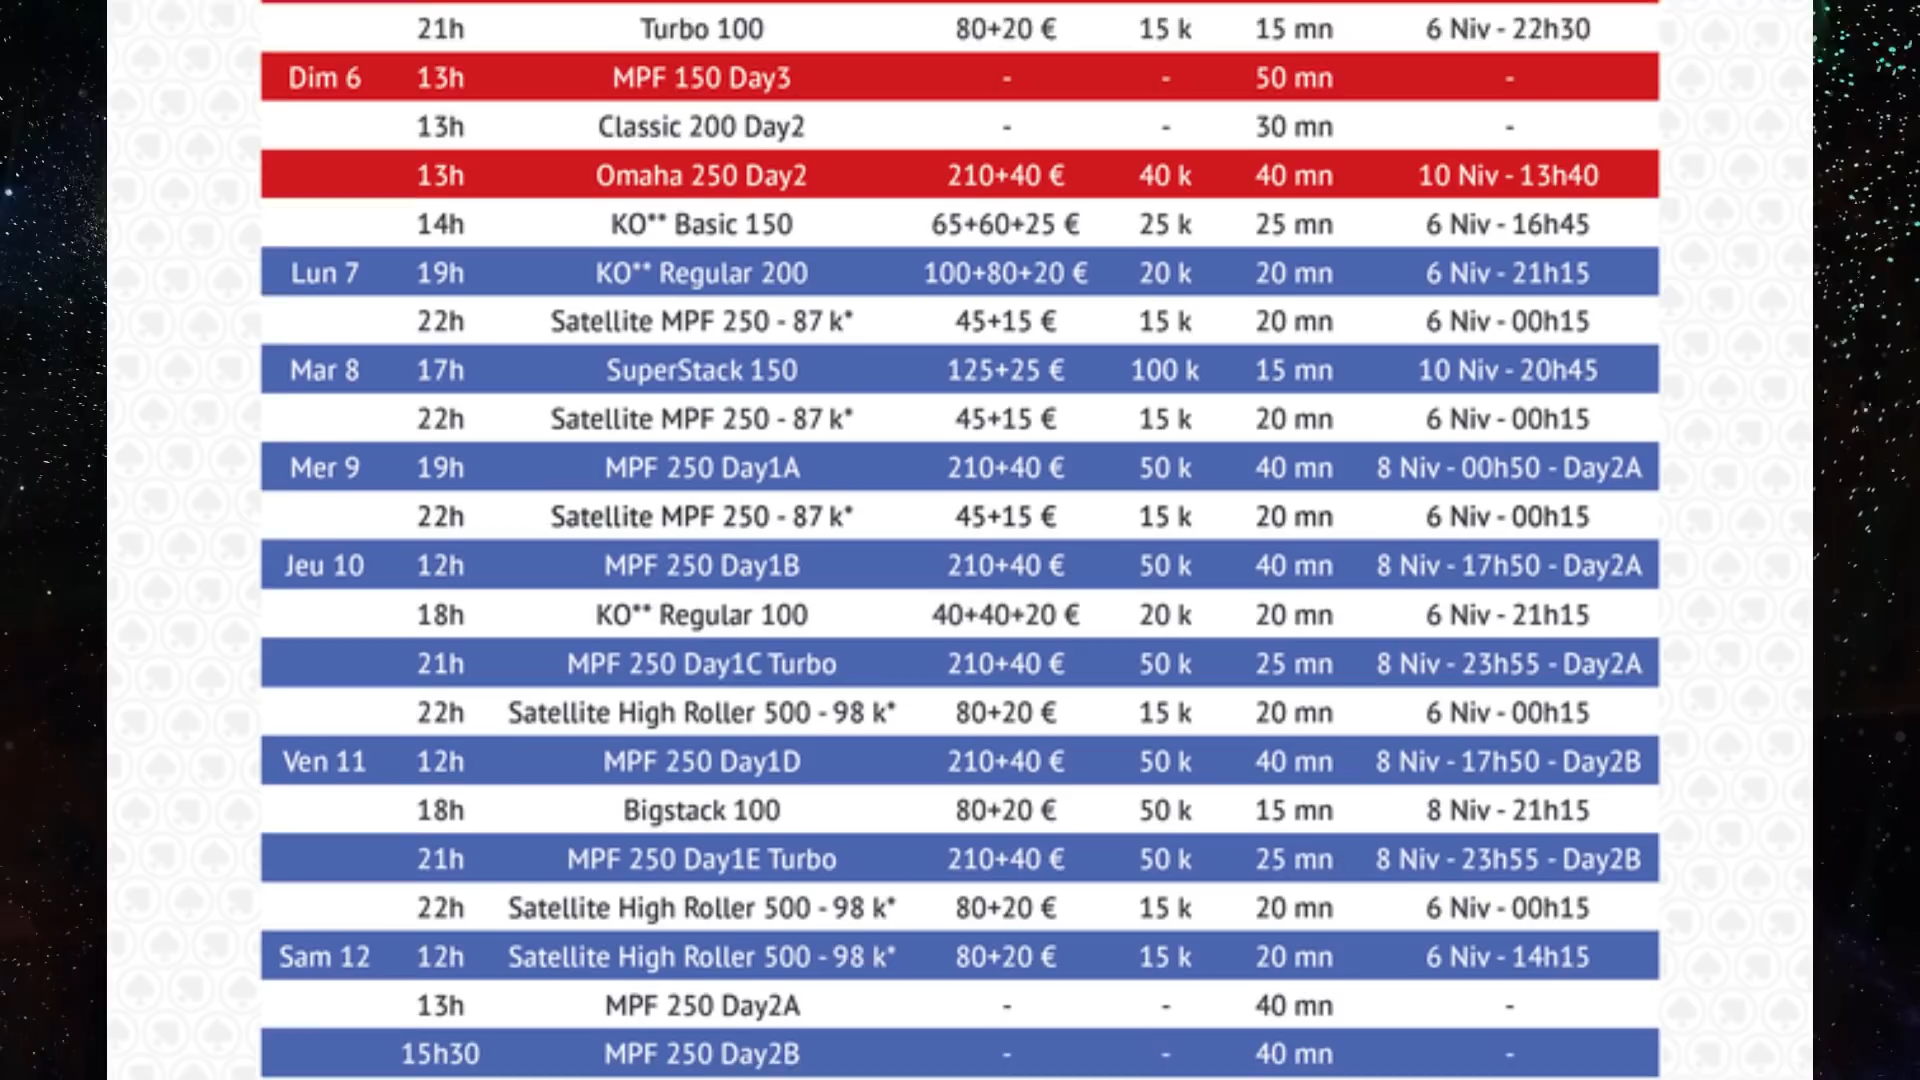 21h Turbo 100 80+20 € 15 k 15 mn 6 Niv - 22h30
Dim 6 13h MPF 150 Day3 - - 50 mn -
13h Classic 200 Day2 - - 30 mn -
13h Omaha 250 Day2 210+40 € 40 k 40 mn 10 Niv - 13h40
14h KO** Basic 150 65+60+25 € 25 k 25 mn 6 Niv - 16h45
Lun 7 19h KO** Regular 200 100+80+20 € 20 k 20 mn 6 Niv - 21h15
22h Satellite MPF 250 - 87 k* 45+15 € 15 k 20 mn 6 Niv - 00h15
Mar 8 17h SuperStack 150 125+25 € 100 k 15 mn 10 Niv - 20h45
22h Satellite MPF 250 - 87 k* 45+15 € 15 k 20 mn 6 Niv - 00h15
Mer 9 19h MPF 250 Day1A 210+40 € 50 k 40 mn 8 Niv - 00h50 - Day2A
22h Satellite MPF 250 - 87 k* 45+15 € 15 k 20 mn 6 Niv - 00h15
Jeu 10 12h MPF 250 Day1B 210+40 € 50 k 40 mn 8 Niv - 17h50 - Day2A
18h KO** Regular 100 40+40+20 € 20 k 20 mn 6 Niv - 21h15
21h MPF 250 Day1C Turbo 210+40 € 50 k 25 mn 8 Niv - 23h55 - Day2A
22h Satellite High Roller 500 - 98 k* 80+20 € 15 k 20 mn 6 Niv - 00h15
Ven 11 12h MPF 250 Day1D 210+40 € 50 k 40 mn 8 Niv - 17h50 - Day2B
18h Bigstack 100 80+20 € 50 k 15 mn 8 Niv - 21h15
21h MPF 250 Day1E Turbo 210+40 € 50 k 25 mn 8 Niv - 23h55 - Day2B
22h Satellite High Roller 500 - 98 k* 80+20 € 15 k 20 mn 6 Niv - 00h15
Sam 12 12h Satellite High Roller 500 - 98 k* 80+20 € 15 k 20 mn 6 Niv - 14h15
13h MPF 250 Day2A - - 40 mn -
15h30 MPF 250 Day2B - - 40 mn -